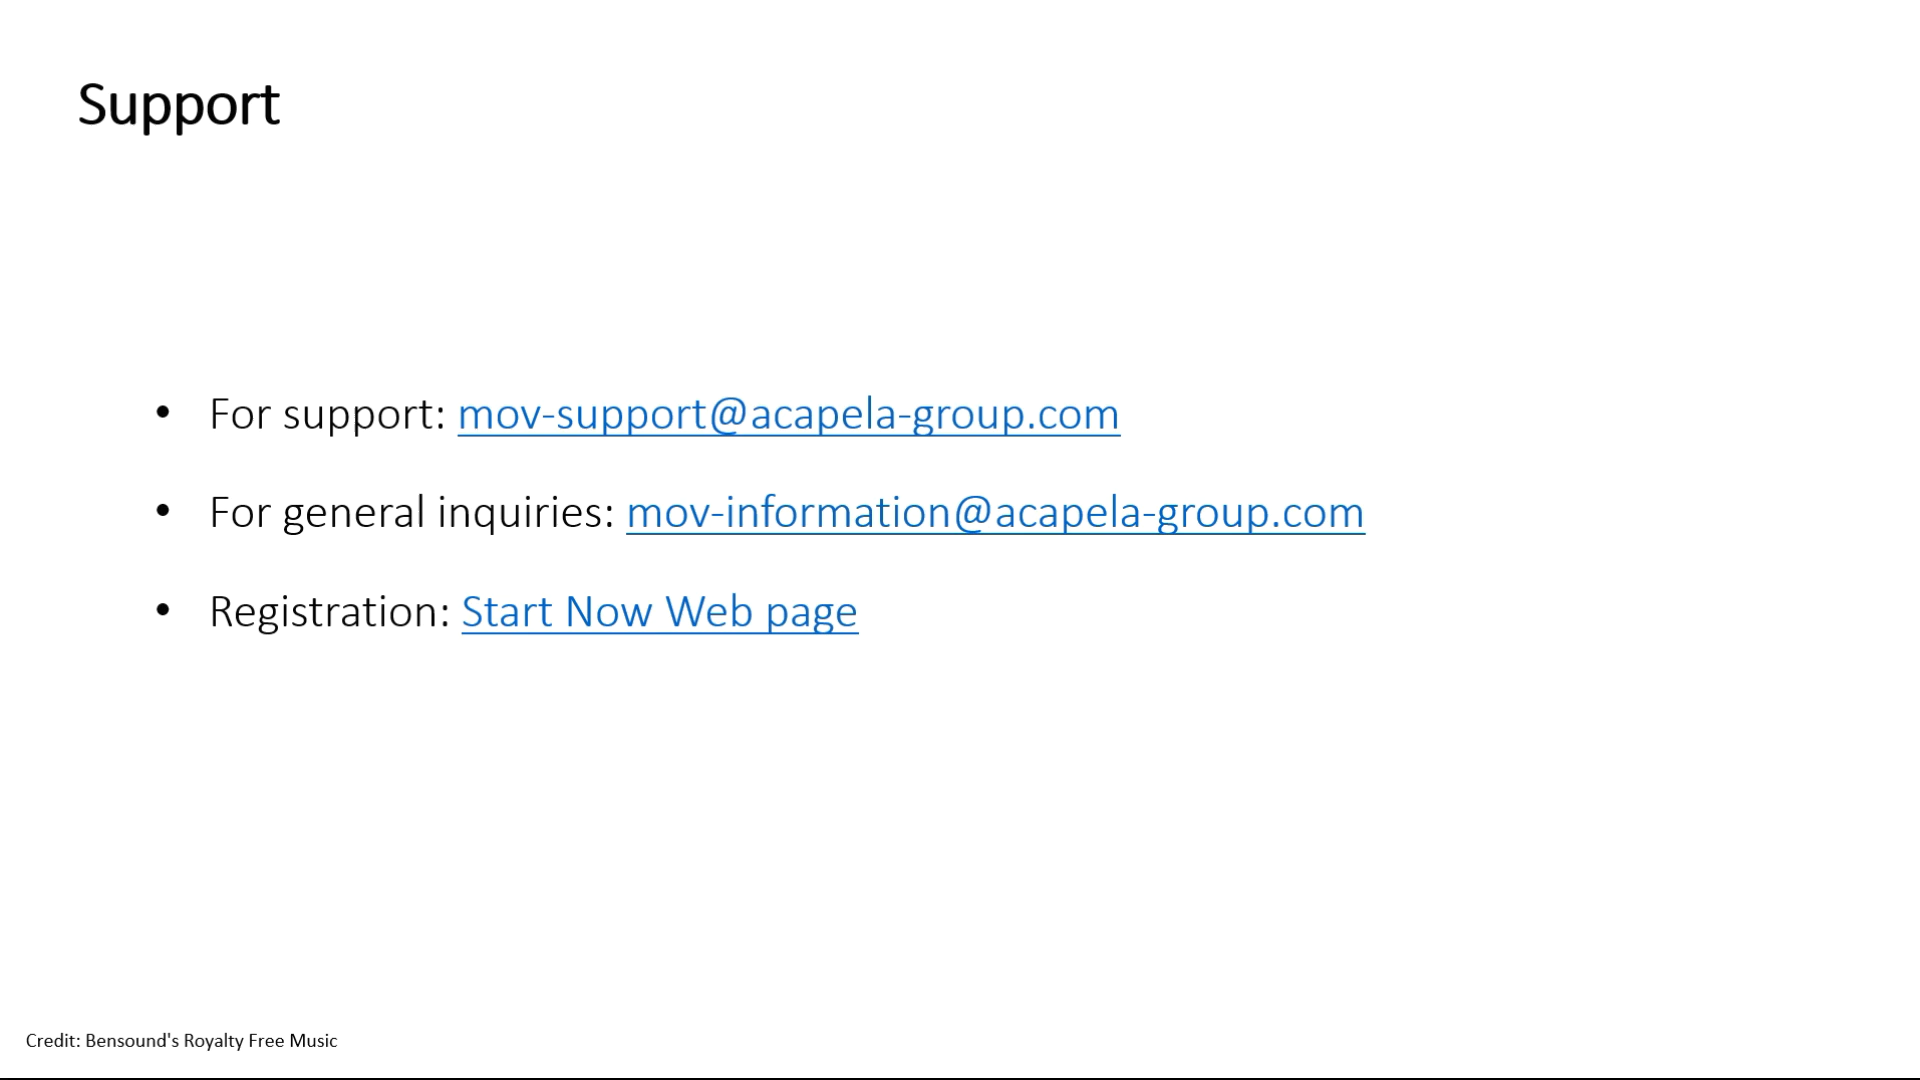 Support
• For support: mov-support@acapela-group.com
• For general inquiries: mov-information@acapela-group.com
• Registration: Start Now Web page
Credit: Bensound's Royalty Free Music